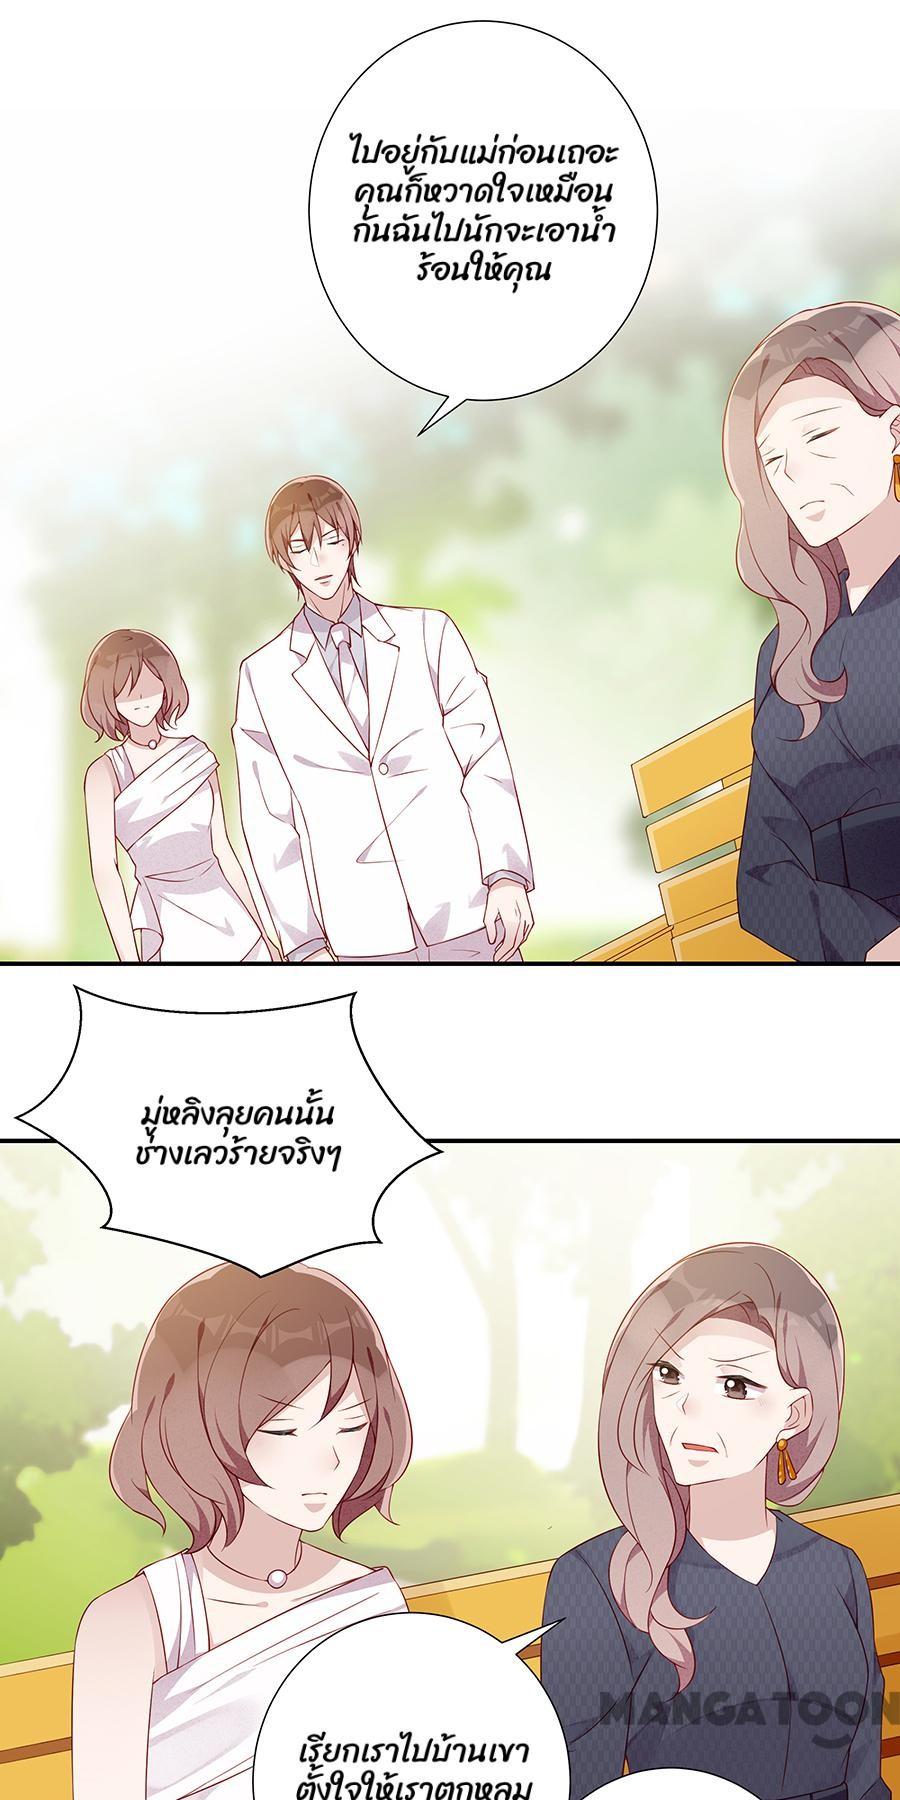 ไปอยู่กับแม่ก่อนเถอะ
คุณก็หวาดใจเหมือน
กันฉันไปนักจะเอาน้ำ
ร้อนให้คุณ
มู่หลิงลุยคนนั้น
ช่างเลวร้ายจริงๆ
MANGATOON
เรียกเราไปบ้านเขา
ตั้งใจให้เราตกหลุม